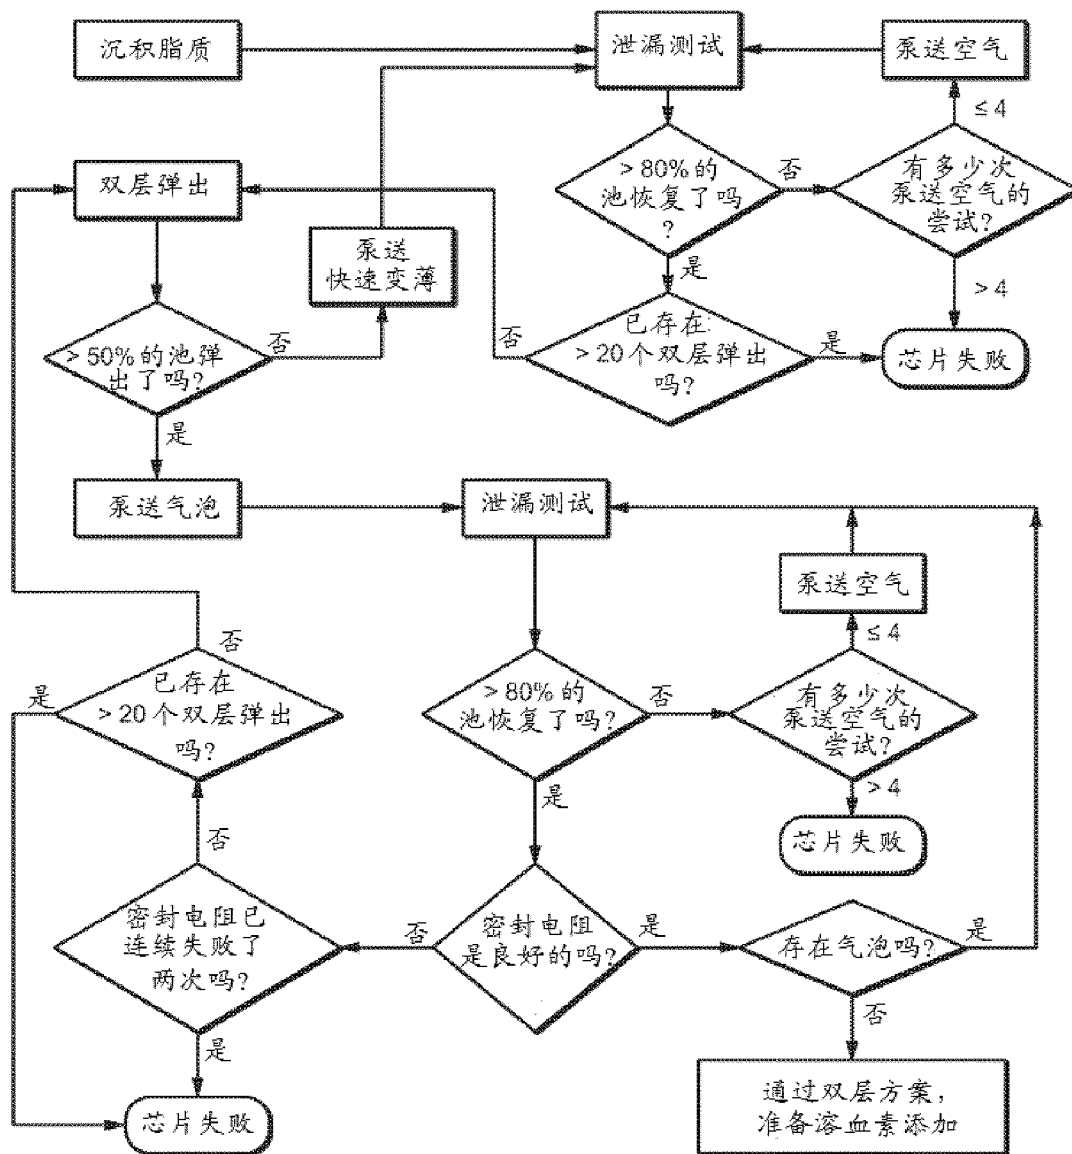 沉积脂质
泄漏测试
泵送空气
≤ 4
> 80% 的
池恢复了吗
?
否
有多少次
泵送空气的
尝试?
双层弹出
泵送
快速变薄
是
> 4
已存在:
> 20 个双层弹出
吗?
否
是
芯片失败
> 50% 的池弹
出了吗?
否
是
泵送气泡
泄漏测试
泵送空气
≤ 4
否
已存在
> 20 个双层弹出
吗?
是
> 80% 的
池恢复了吗?
否
有多少次
泵送空气的
尝试?
是
> 4
芯片失败
否
密封电阻已
连续失败了
两次吗?
否
密封电阻
是良好的吗?
是
存在气泡吗?
是
否
是
芯片失败
通过双层方案,
准备溶血素添加